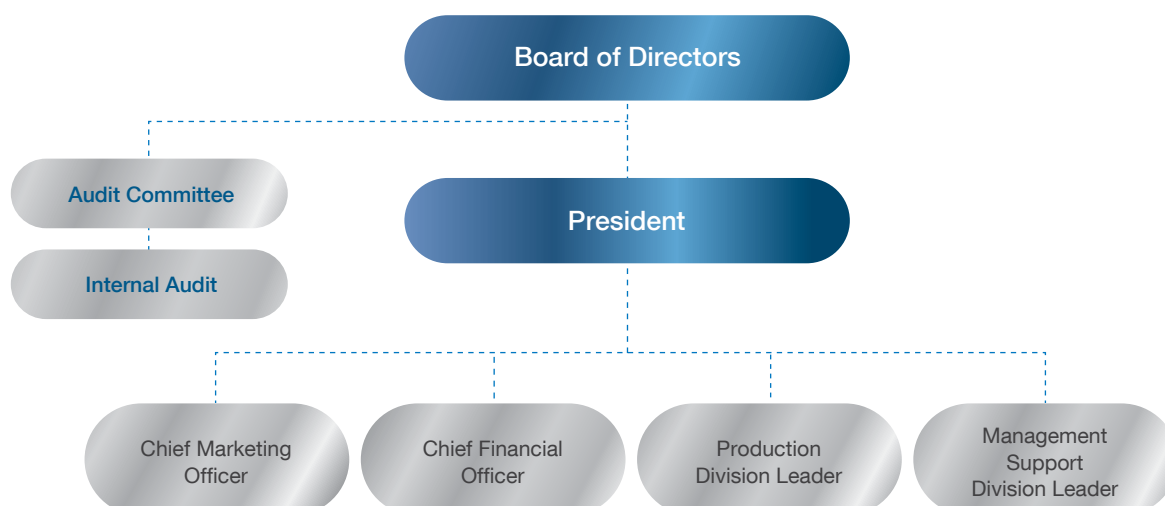 Board of Directors
Audit Committee
President
Internal Audit
Chief Marketing
Officer
Chief Financial
Officer
Production
Division Leader
Management
Support
Division Leader